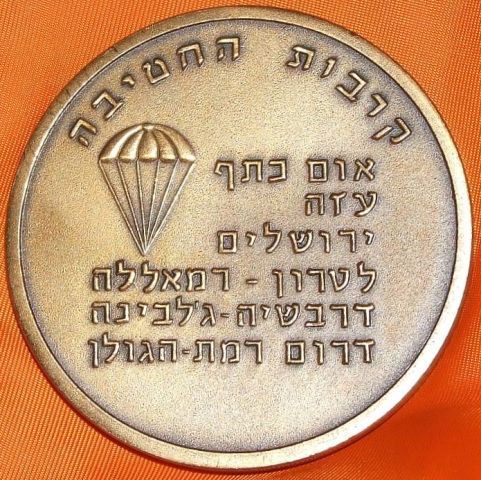 קרבות החטיבה
אום כתף
עזה
ירושלים
לטרון - רמאללה
דרבשיה-ג'לבינה
דרום רמת-הגולן